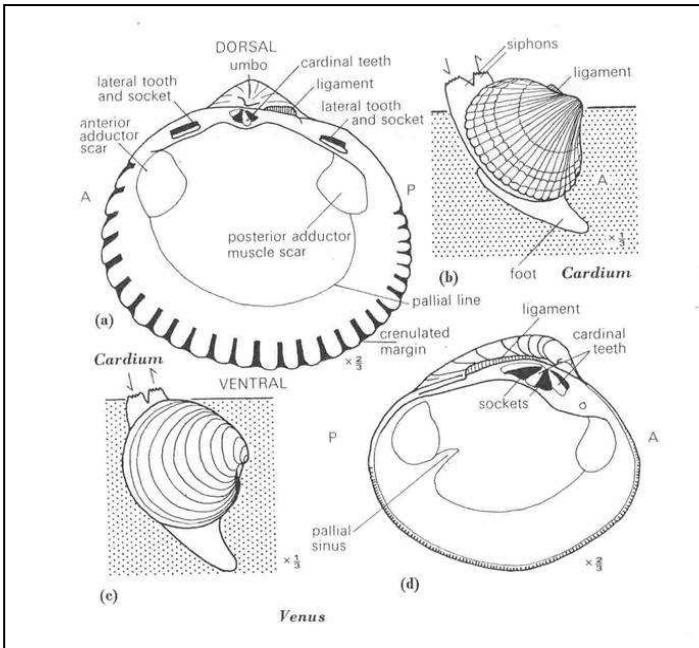 DORSAL
umbo
cardinal teeth
ligament
lateral tooth
and socket
lateral tooth
and socket
anterior
adductor
scar
A
P
posterior adductor
muscle scar
pallial line
(a)
crenulated
margin
× 2/3
Cardium
VENTRAL
siphons
ligament
A
× 1/3
foot
(b)
Cardium
× 1/3
(c)
Venus
ligament
cardinal
teeth
sockets
P
A
pallial
sinus
× 2/3
(d)